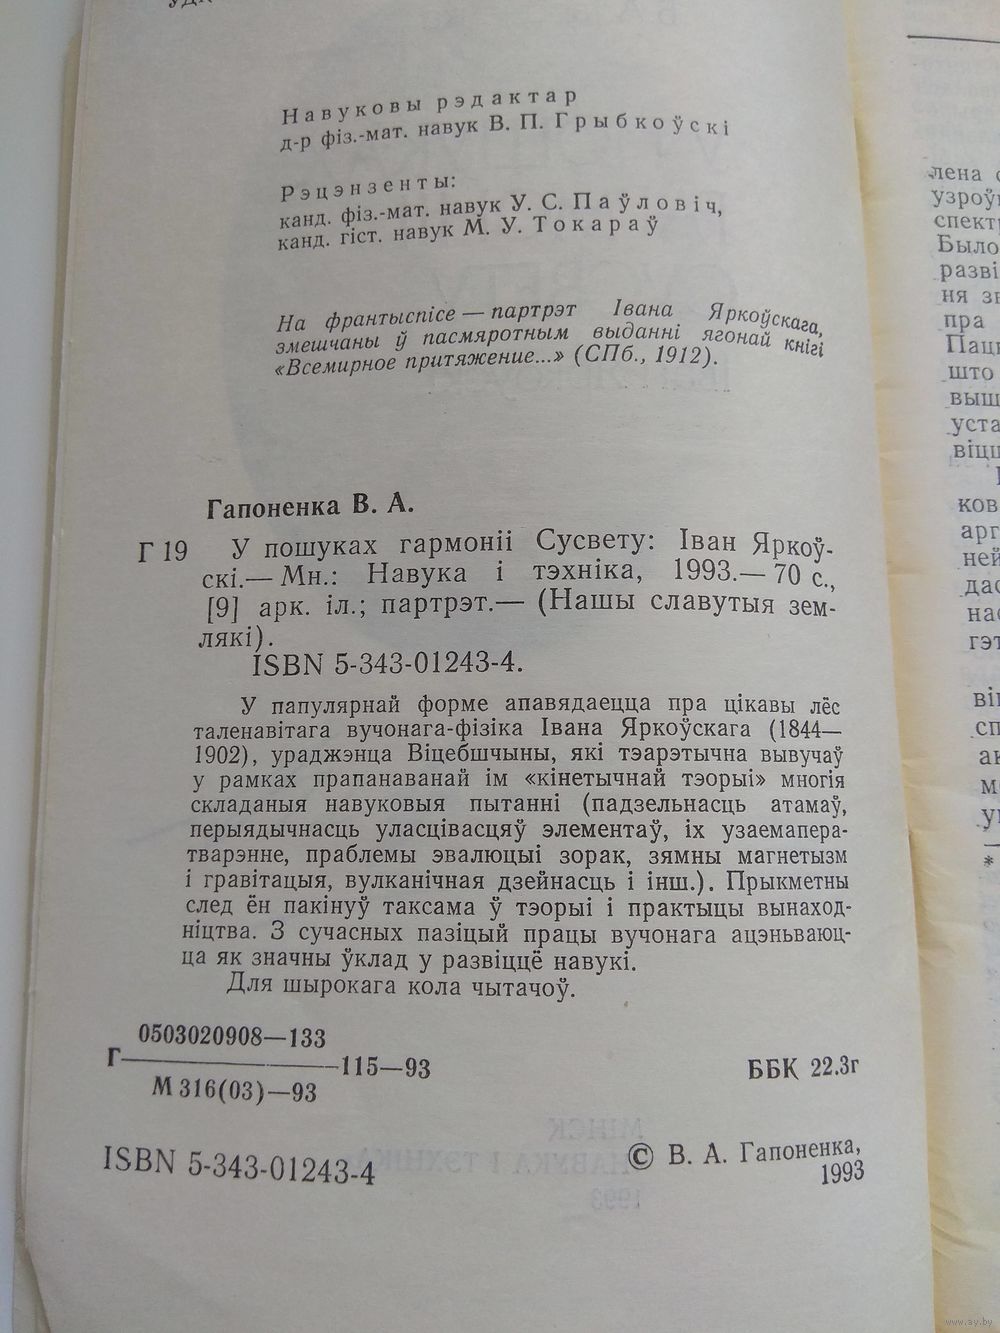 УДК
Навуковы рэдактар
д-р фіз.-мат. навук В. П. Грыбкоўскі
Рэцэнзенты:
канд. фіз.-мат. навук У. С. Паўловіч,
канд. гіст. навук М. У. Токараў
На франтыспісе — партрэт Івана Яркоўскага,
змешчаны ў пасмяротным выданні ягонай кнігі
«Всемирное притяжение...» (СПб., 1912).
Гапоненка В. А.
Г 19 У пошуках гармоніі Сусвету: Іван Яркоў-
скі.— Мн.: Навука і тэхніка, 1993.— 70 с.,
[9] арк. іл.; партрэт.— (Нашы славутыя зем-
лякі).
ISBN 5-343-01243-4.
У папулярнай форме апавядаецца пра цікавы лёс
таленавітага вучонага-фізіка Івана Яркоўскага (1844—
1902), ураджэнца Віцебшчыны, які тэарэтычна вывучаў
у рамках прапанаванай ім «кінетычнай тэорыі» многія
складаныя навуковыя пытанні (падзельнасць атамаў,
перыядычнасць уласцівасцяў элементаў, іх узаемапера-
тварэнне, праблемы эвалюцыі зорак, зямны магнетызм
і гравітацыя, вулканічная дзейнасць і інш.). Прыкметны
след ён пакінуў таксама ў тэорыі і практыцы вынаход-
ніцтва. З сучасных пазіцый працы вучонага ацэньваюц-
ца як значны ўклад у развіццё навукі.
Для шырокага кола чытачоў.
0503020908—133
Г 115—93
М 316(03)—93
ББК 22.3г
ISBN 5-343-01243-4
© В. А. Гапоненка,
1993
www.ay.by